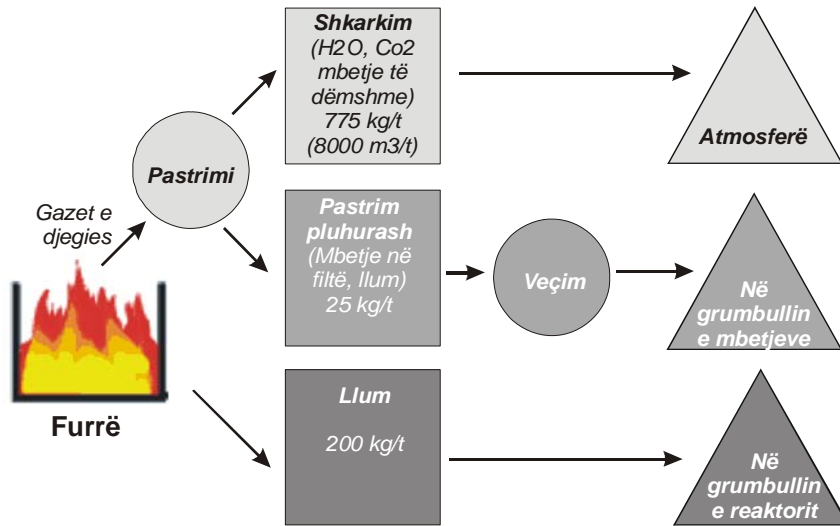 Shkarkim
(H2O, Co2
mbetje të
dëmshme)
775 kg/t
(8000 m3/t)
Atmosferë
Pastrimi
Gazet e
djegies
Pastrim
pluhurash
(Mbetje në
filtë, llum)
25 kg/t
Veçim
Në
grumbullin
e mbetjeve
Furrë
Llum
200 kg/t
Në
grumbullin
e reaktorit